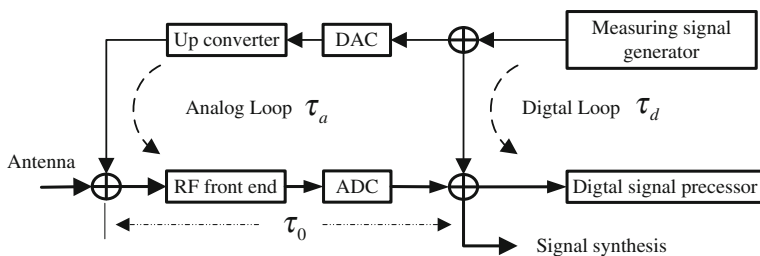 Up converter
DAC
Measuring signal
generator
Analog Loop τa
Digtal Loop τd
Antenna
RF front end
ADC
Digtal signal precessor
τ0
Signal synthesis